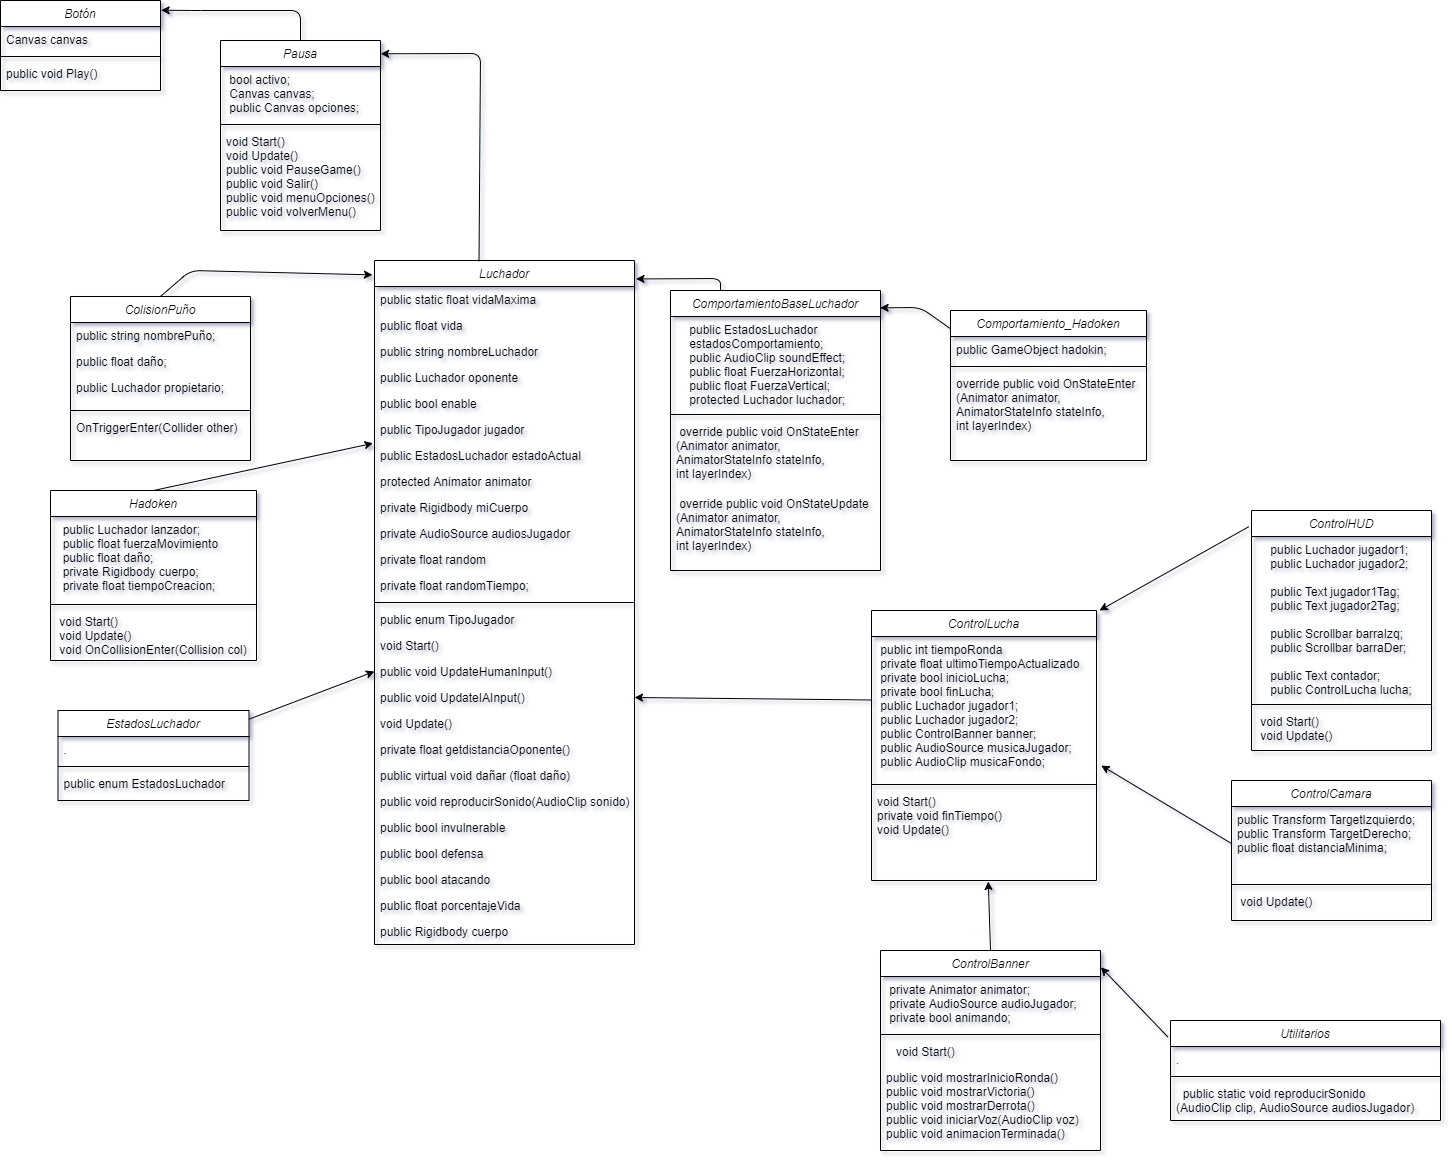 Botón
Canvas canvas
public void Play()
Pausa
bool activo;
Canvas canvas;
public Canvas opciones;
void Start()
void Update()
public void PauseGame()
public void Salir()
public void menuOpciones()
public void volverMenu()
Luchador
public static float vidaMaxima
public float vida
public string nombreLuchador
public Luchador oponente
public bool enable
public TipoJugador jugador
public EstadosLuchador estadoActual
protected Animator animator
private Rigidbody miCuerpo
private AudioSource audiosJugador
private float random
private float randomTiempo;
public enum TipoJugador
void Start()
public void UpdateHumanInput()
public void UpdateIAInput()
void Update()
private float getdistanciaOponente()
public virtual void dañar (float daño)
public void reproducirSonido(AudioClip sonido)
public bool invulnerable
public bool defensa
public bool atacando
public float porcentajeVida
public Rigidbody cuerpo
ColisionPuño
public string nombrePuño;
public float daño;
public Luchador propietario;
OnTriggerEnter(Collider other)
Hadoken
public Luchador lanzador;
public float fuerzaMovimiento
public float daño;
private Rigidbody cuerpo;
private float tiempoCreacion;
void Start()
void Update()
void OnCollisionEnter(Collision col)
EstadosLuchador
.
public enum EstadosLuchador
ComportamientoBaseLuchador
public EstadosLuchador
estadosComportamiento;
public AudioClip soundEffect;
public float FuerzaHorizontal;
public float FuerzaVertical;
protected Luchador luchador;
override public void OnStateEnter
(Animator animator,
AnimatorStateInfo stateInfo,
int layerIndex)
override public void OnStateUpdate
(Animator animator,
AnimatorStateInfo stateInfo,
int layerIndex)
Comportamiento_Hadoken
public GameObject hadokin;
override public void OnStateEnter
(Animator animator,
AnimatorStateInfo stateInfo,
int layerIndex)
ControlHUD
public Luchador jugador1;
public Luchador jugador2;
public Text jugador1Tag;
public Text jugador2Tag;
public Scrollbar barraIzq;
public Scrollbar barraDer;
public Text contador;
public ControlLucha lucha;
void Start()
void Update()
ControlLucha
public int tiempoRonda
private float ultimoTiempoActualizado
private bool inicioLucha;
private bool finLucha;
public Luchador jugador1;
public Luchador jugador2;
public ControlBanner banner;
public AudioSource musicaJugador;
public AudioClip musicaFondo;
void Start()
private void finTiempo()
void Update()
ControlCamara
public Transform TargetIzquierdo;
public Transform TargetDerecho;
public float distanciaMinima;
void Update()
ControlBanner
private Animator animator;
private AudioSource audioJugador;
private bool animando;
void Start()
public void mostrarInicioRonda()
public void mostrarVictoria()
public void mostrarDerrota()
public void iniciarVoz(AudioClip voz)
public void animacionTerminada()
Utilitarios
.
public static void reproducirSonido
(AudioClip clip, AudioSource audiosJugador)